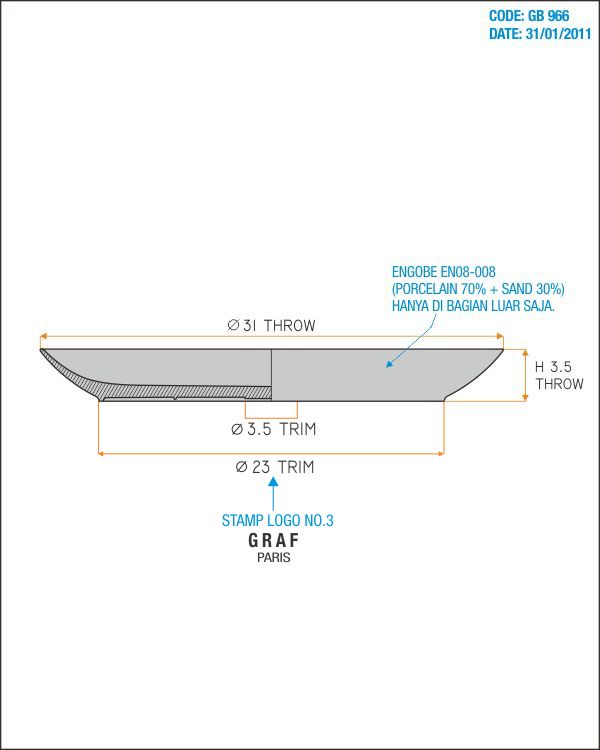 CODE: GB 966
DATE: 31/01/2011
ENGOBE EN08-008
(PORCELAIN 70% + SAND 30%)
HANYA DI BAGIAN LUAR SAJA.
Ø 31 THROW
H 3.5
THROW
Ø 3.5 TRIM
Ø 23 TRIM
STAMP LOGO NO.3
GRAF
PARIS